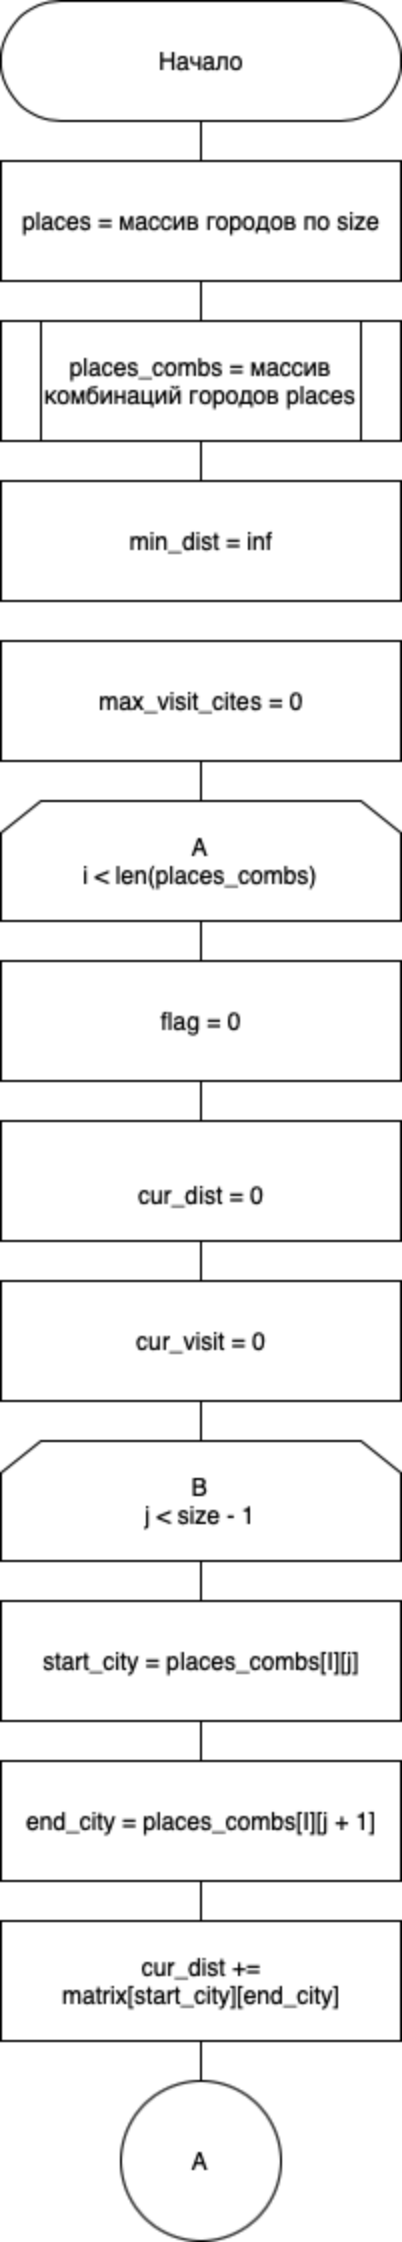 Начало
places = массив городов по size
places_combs = массив
комбинаций городов places
min_dist = inf
max_visit_cites = 0
A
i < len(places_combs)
flag = 0
cur_dist = 0
cur_visit = 0
B
j < size - 1
start_city = places_combs[I][j]
end_city = places_combs[I][j + 1]
cur_dist +=
matrix[start_city][end_city]
A